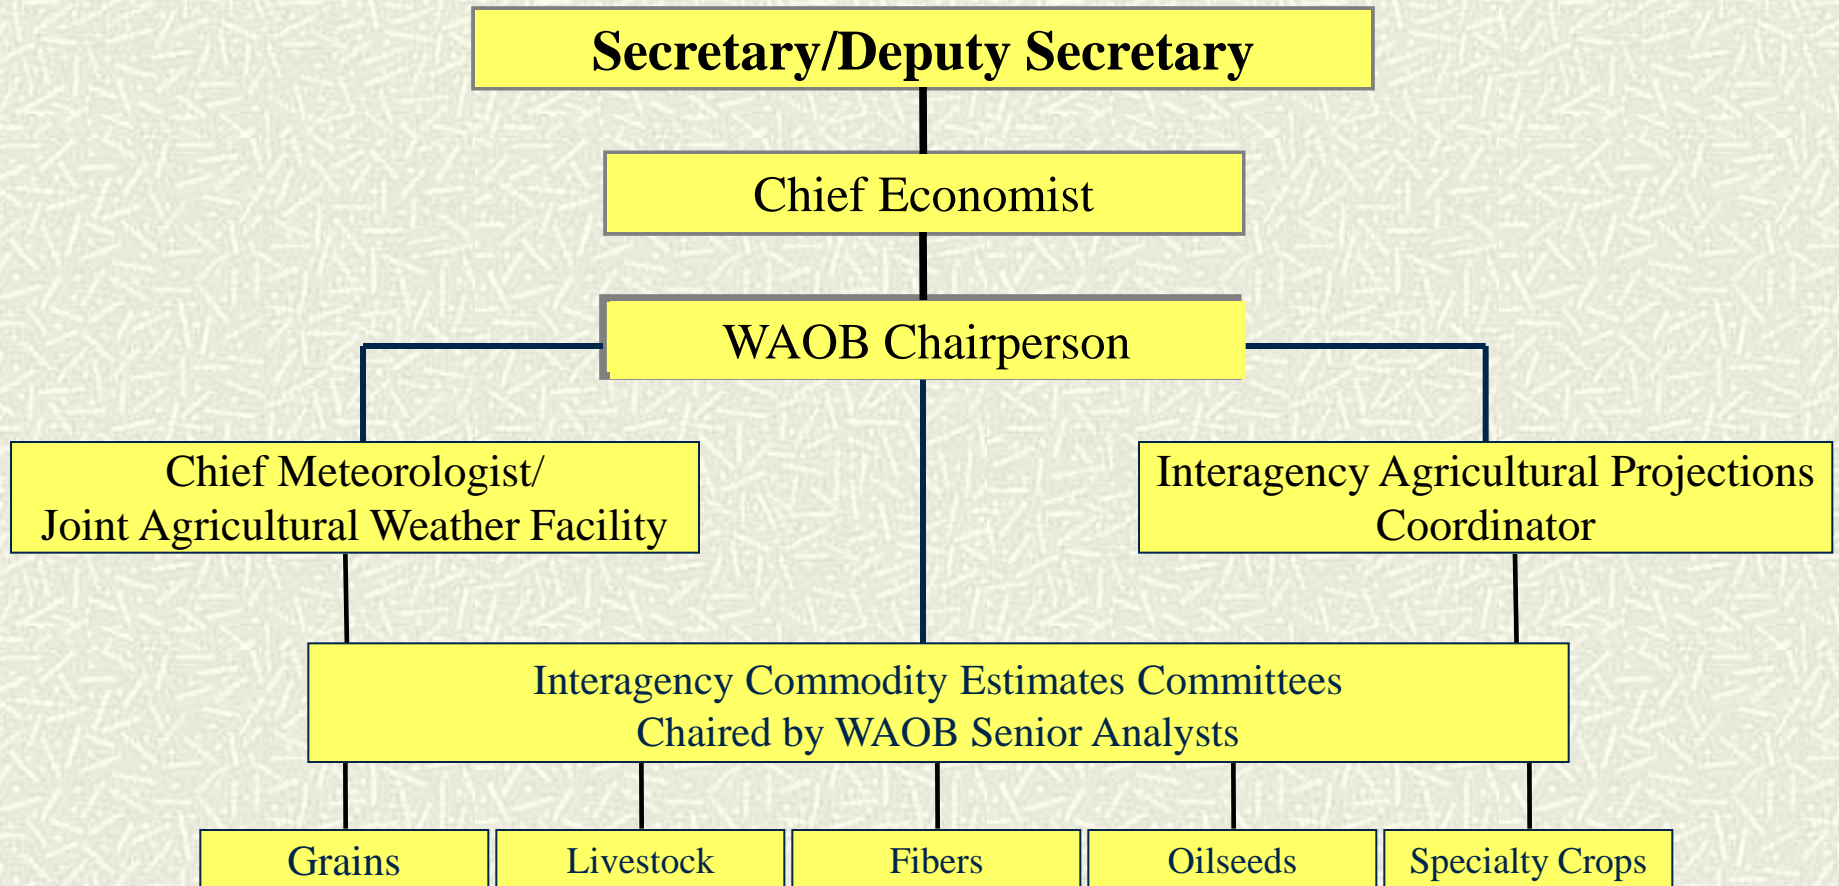 Secretary/Deputy Secretary
Chief Economist
WAOB Chairperson
Chief Meteorologist/
Joint Agricultural Weather Facility
Interagency Agricultural Projections
Coordinator
Interagency Commodity Estimates Committees
Chaired by WAOB Senior Analysts
Grains
Livestock
Fibers
Oilseeds
Specialty Crops